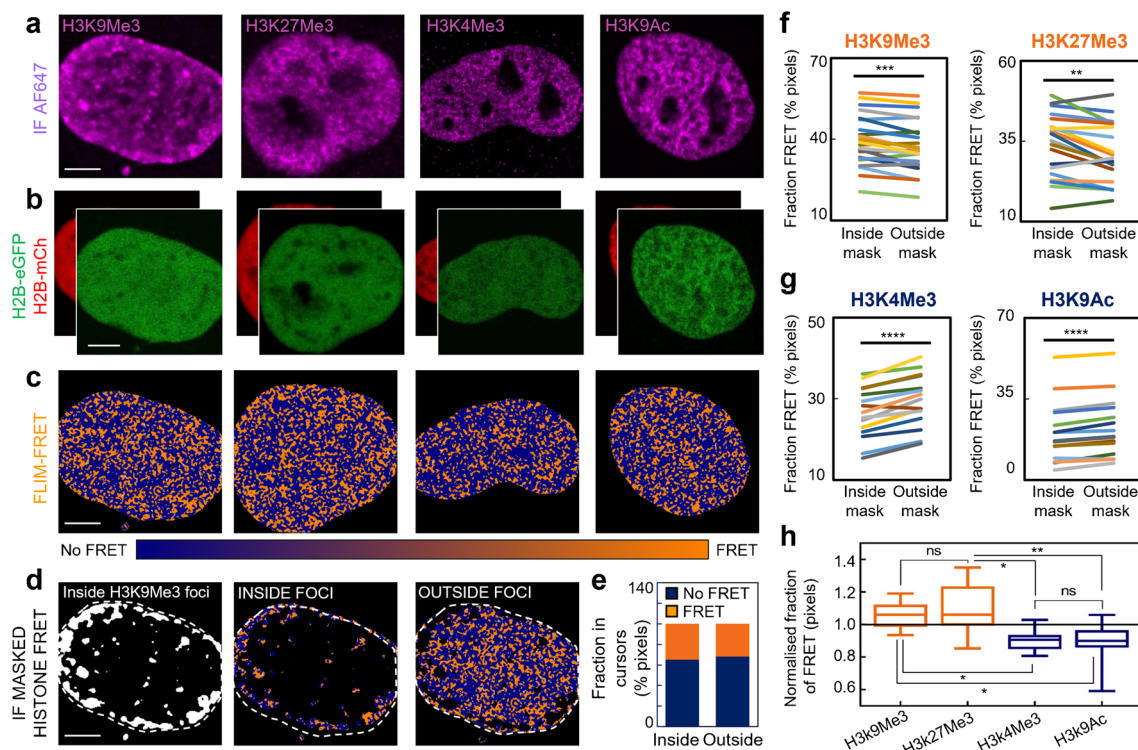 a
H3K9Me3
H3K27Me3
H3K4Me3
H3K9Ac
IF AF647
b
H2B-eGFP
H2B-mCh
c
FLIM-FRET
No FRET
FRET
d
Inside H3K9Me3 foci
INSIDE FOCI
OUTSIDE FOCI
IF MASKED
HISTONE FRET
e
No FRET
FRET
140
0
Fraction in
cursors
(% pixels)
Inside Outside
f
H3K9Me3
70
40
10
Fraction FRET (% pixels)
***
Inside
mask
Outside
mask
H3K27Me3
60
35
10
Fraction FRET (% pixels)
**
Inside
mask
Outside
mask
g
H3K4Me3
50
30
10
Fraction FRET (% pixels)
****
Inside
mask
Outside
mask
H3K9Ac
70
35
0
Fraction FRET (% pixels)
****
Inside
mask
Outside
mask
h
Normalised fraction
of FRET (pixels)
1.4
1.2
1.0
0.8
0.6
ns
**
*
ns
*
*
H3k9Me3
H3k27Me3
H3k4Me3
H3k9Ac